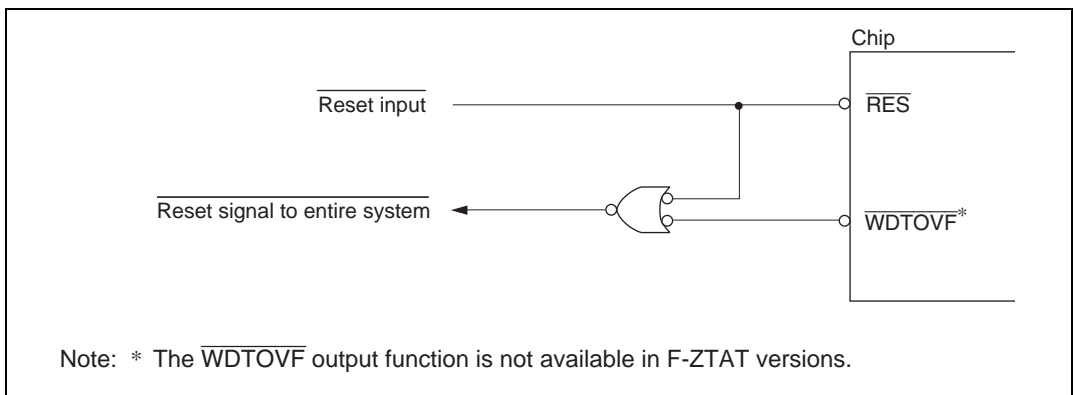 Chip
Reset input
RES
Reset signal to entire system
WDTOVF*
Note: * The WDTOVF output function is not available in F-ZTAT versions.